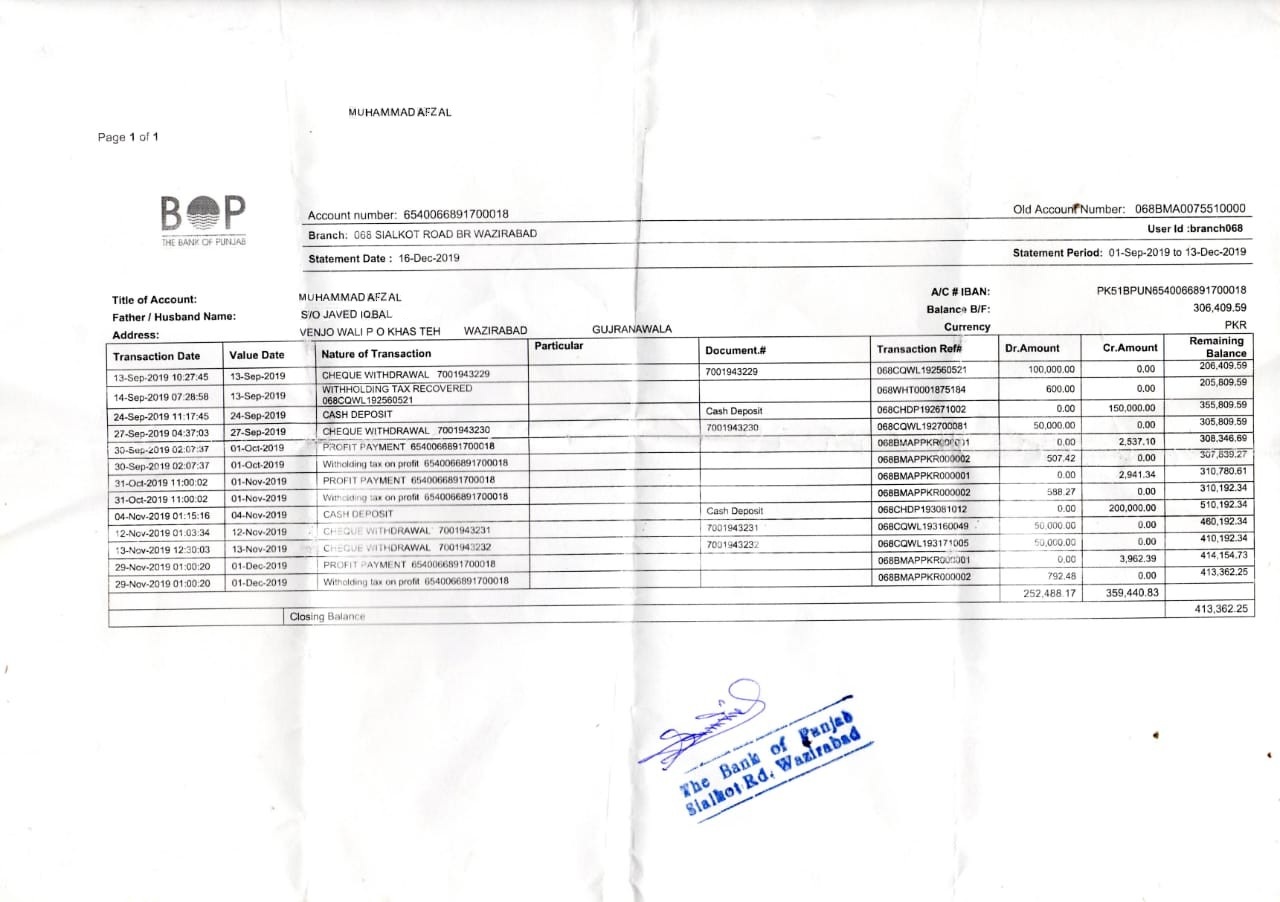 MUHAMMAD AFZAL
Page 1 of 1
BOP
THE BANK OF PUNJAB
Account number: 6540066891700018 Old Account Number: 068BMA0075510000
Branch: 068 SIALKOT ROAD BR WAZIRABAD User Id :branch068
Statement Date : 16-Dec-2019 Statement Period: 01-Sep-2019 to 13-Dec-2019
Title of Account: MUHAMMAD AFZAL A/C # IBAN: PK51BPUN6540066891700018
Father / Husband Name: S/O JAVED IQBAL Balance B/F: 306,409.59
Address: VENJO WALI P O KHAS TEH WAZIRABAD GUJRANAWALA Currency PKR
Transaction Date Value Date Nature of Transaction Particular Document.# Transaction Ref# Dr.Amount Cr.Amount Remaining Balance
13-Sep-2019 10:27:45 13-Sep-2019 CHEQUE WITHDRAWAL 7001943229 7001943229 068CQWL192560521 100,000.00 0.00 206,409.59
14-Sep-2019 07:28:58 13-Sep-2019 WITHHOLDING TAX RECOVERED 068CQWL192560521 068WHT0001875184 600.00 0.00 205,809.59
24-Sep-2019 11:17:45 24-Sep-2019 CASH DEPOSIT Cash Deposit 068CHDP192671002 0.00 150,000.00 355,809.59
27-Sep-2019 04:37:03 27-Sep-2019 CHEQUE WITHDRAWAL 7001943230 7001943230 068CQWL192700081 50,000.00 0.00 305,809.59
30-Sep-2019 02:07:37 01-Oct-2019 PROFIT PAYMENT 6540066891700018 068BMAPPKR000001 0.00 2,537.10 308,346.69
30-Sep-2019 02:07:37 01-Oct-2019 Witholding tax on profit 6540066891700018 068BMAPPKR000002 507.42 0.00 307,839.27
31-Oct-2019 11:00:02 01-Nov-2019 PROFIT PAYMENT 6540066891700018 068BMAPPKR000001 0.00 2,941.34 310,780.61
31-Oct-2019 11:00:02 01-Nov-2019 Witholding tax on profit 6540066891700018 068BMAPPKR000002 588.27 0.00 310,192.34
04-Nov-2019 01:15:16 04-Nov-2019 CASH DEPOSIT Cash Deposit 068CHDP193081012 0.00 200,000.00 510,192.34
12-Nov-2019 01:03:34 12-Nov-2019 CHEQUE WITHDRAWAL 7001943231 7001943231 068CQWL193160049 50,000.00 0.00 460,192.34
13-Nov-2019 12:30:03 13-Nov-2019 CHEQUE WITHDRAWAL 7001943232 7001943232 068CQWL193171005 50,000.00 0.00 410,192.34
29-Nov-2019 01:00:20 01-Dec-2019 PROFIT PAYMENT 6540066891700018 068BMAPPKR000001 0.00 3,962.39 414,154.73
29-Nov-2019 01:00:20 01-Dec-2019 Witholding tax on profit 6540066891700018 068BMAPPKR000002 792.48 0.00 413,362.25
252,488.17 359,440.83
Closing Balance 413,362.25
The Bank of Punjab
Sialkot Rd. Wazirabad